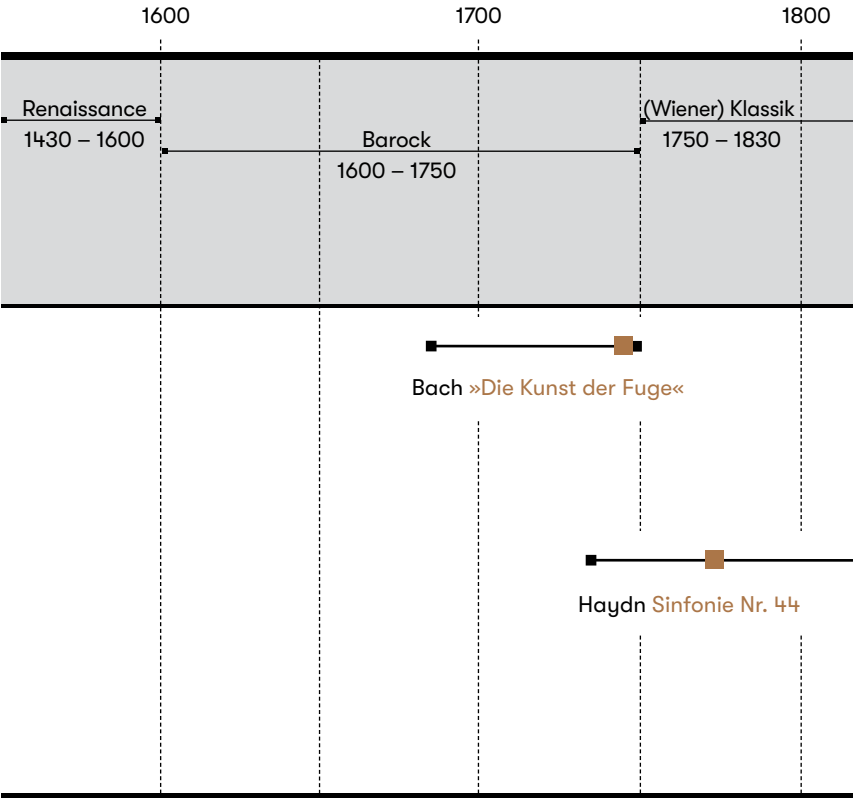 1600 1700 1800
Renaissance
1430 – 1600
Barock
1600 – 1750
(Wiener) Klassik
1750 – 1830
Bach »Die Kunst der Fuge«
Haydn Sinfonie Nr. 44